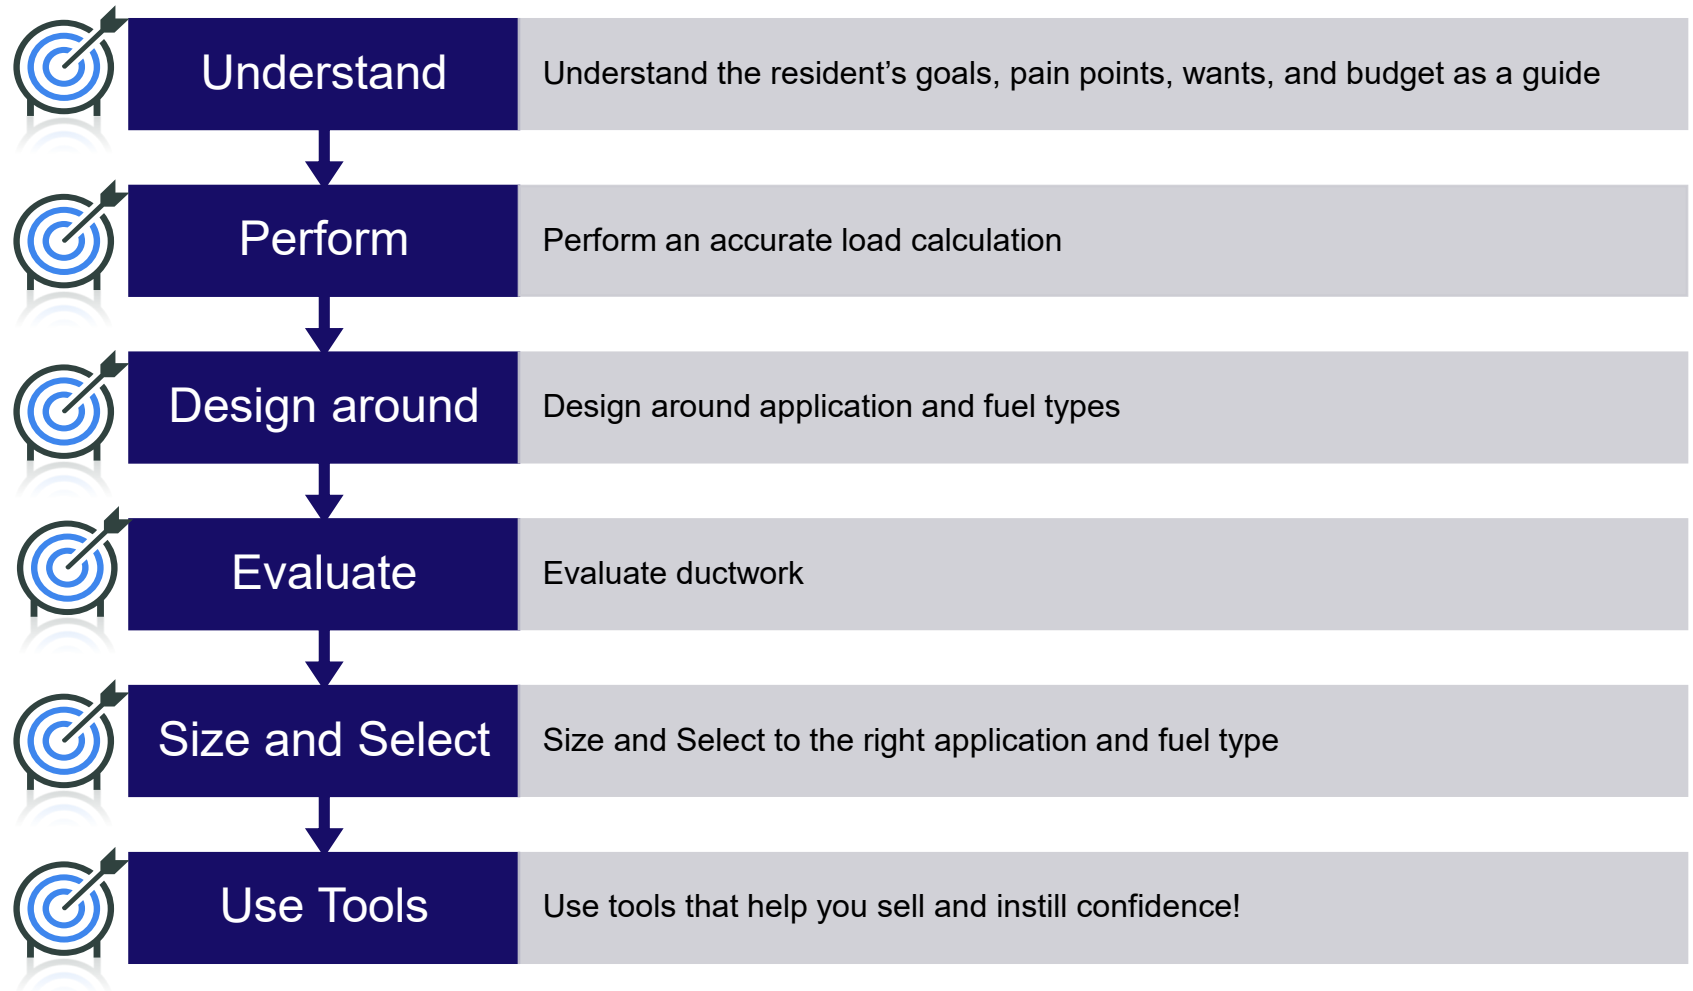 Understand
Understand the resident’s goals, pain points, wants, and budget as a guide
Perform
Perform an accurate load calculation
Design around
Design around application and fuel types
Evaluate
Evaluate ductwork
Size and Select
Size and Select to the right application and fuel type
Use Tools
Use tools that help you sell and instill confidence!